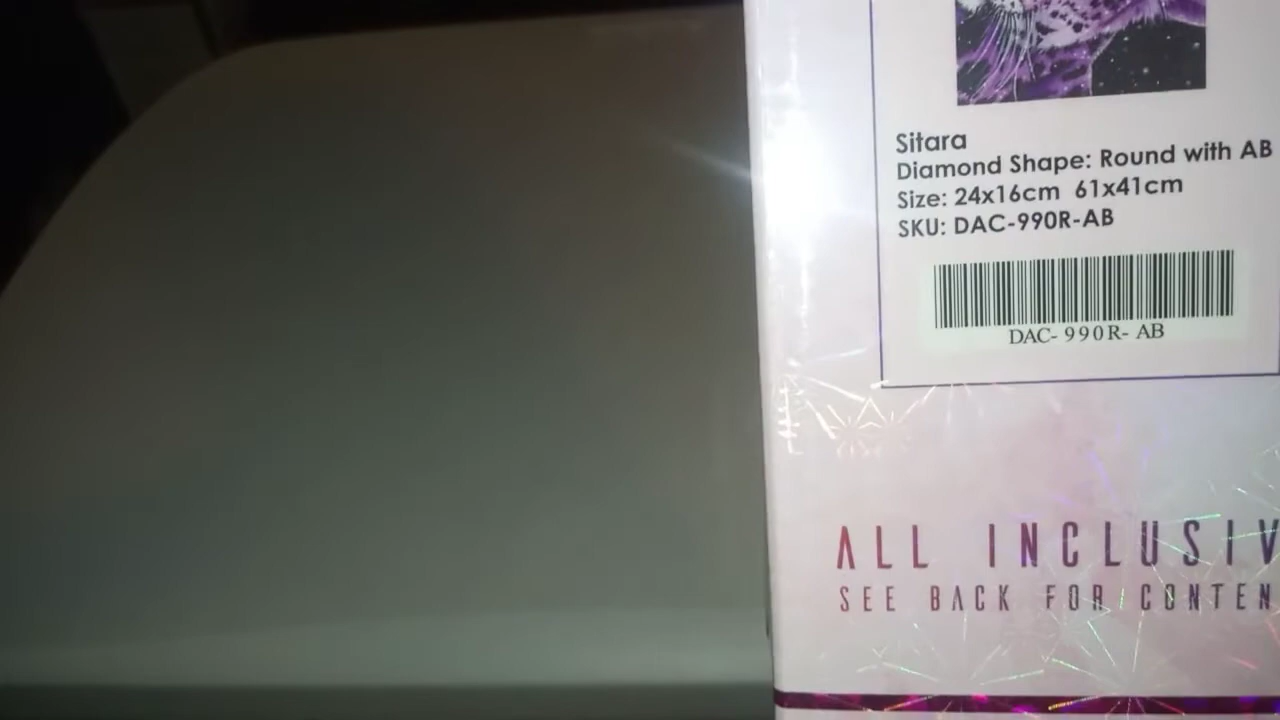 Sitara
Diamond Shape: Round with AB
Size: 24x16cm 61x41cm
SKU: DAC-990R-AB
DAC- 990R- AB
ALL INCLUSIV
SEE BACK FOR CONTEN